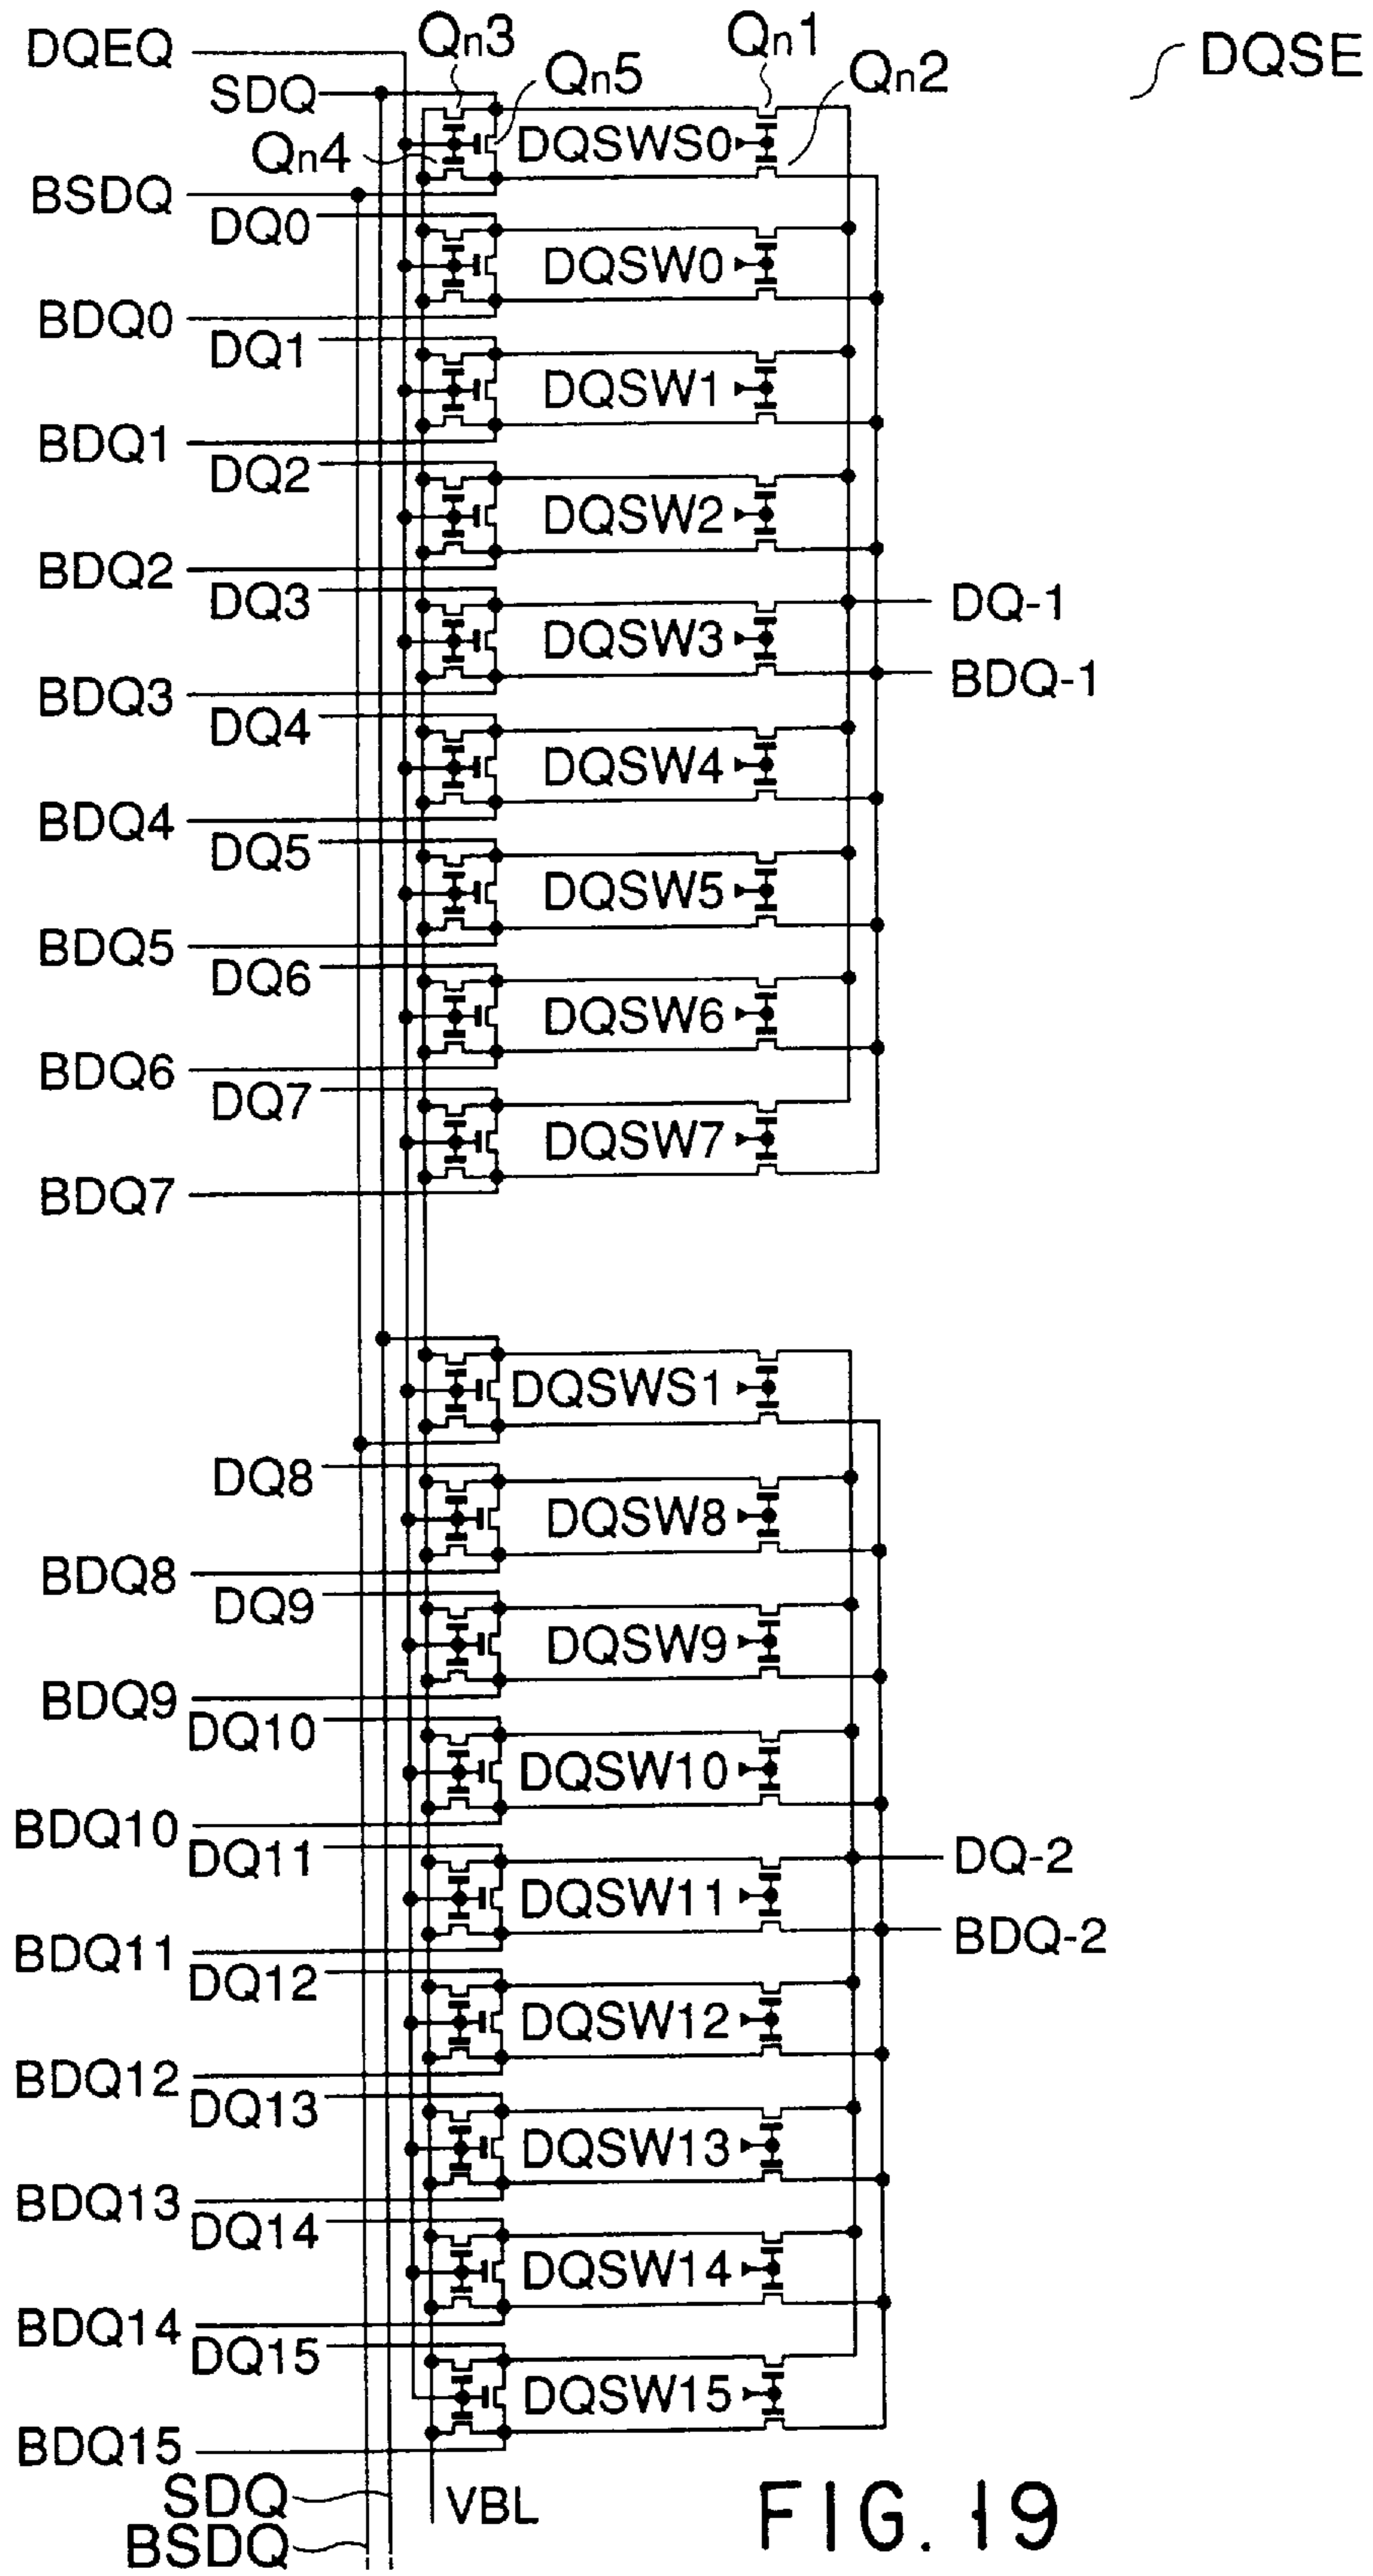 DQEQ
Qn3
Qn1
DQSE
SDQ
Qn5
Qn2
DQSWS0
Qn4
BSDQ
DQ0
DQSW0
BDQ0
DQ1
DQSW1
BDQ1
DQ2
DQSW2
BDQ2
DQ3
DQ-1
DQSW3
BDQ-1
BDQ3
DQ4
DQSW4
BDQ4
DQ5
DQSW5
BDQ5
DQ6
DQSW6
BDQ6
DQ7
DQSW7
BDQ7
DQSWS1
DQ8
DQSW8
BDQ8
DQ9
DQSW9
BDQ9
DQ10
DQSW10
BDQ10
DQ11
DQ-2
DQSW11
BDQ-2
BDQ11
DQ12
DQSW12
BDQ12
DQ13
DQSW13
BDQ13
DQ14
DQSW14
BDQ14
DQ15
DQSW15
BDQ15
SDQ
VBL
BSDQ
FIG. 19